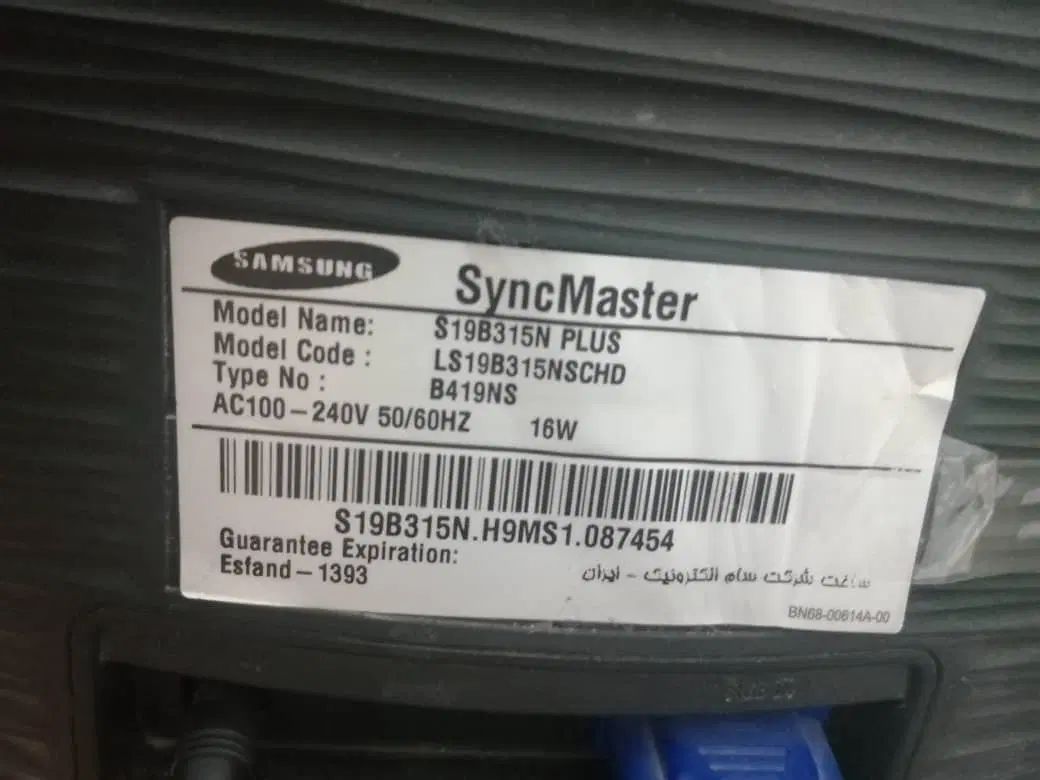 SAMSUNG
SyncMaster
Model Name: S19B315N PLUS
Model Code : LS19B315NSCHD
Type No : B419NS
AC100-240V 50/60HZ 16W
S19B315N.H9MS1.087454
Guarantee Expiration:
Esfand-1393
ساخت شرکت سام الکترونیک - ایران
BN68-00614A-00